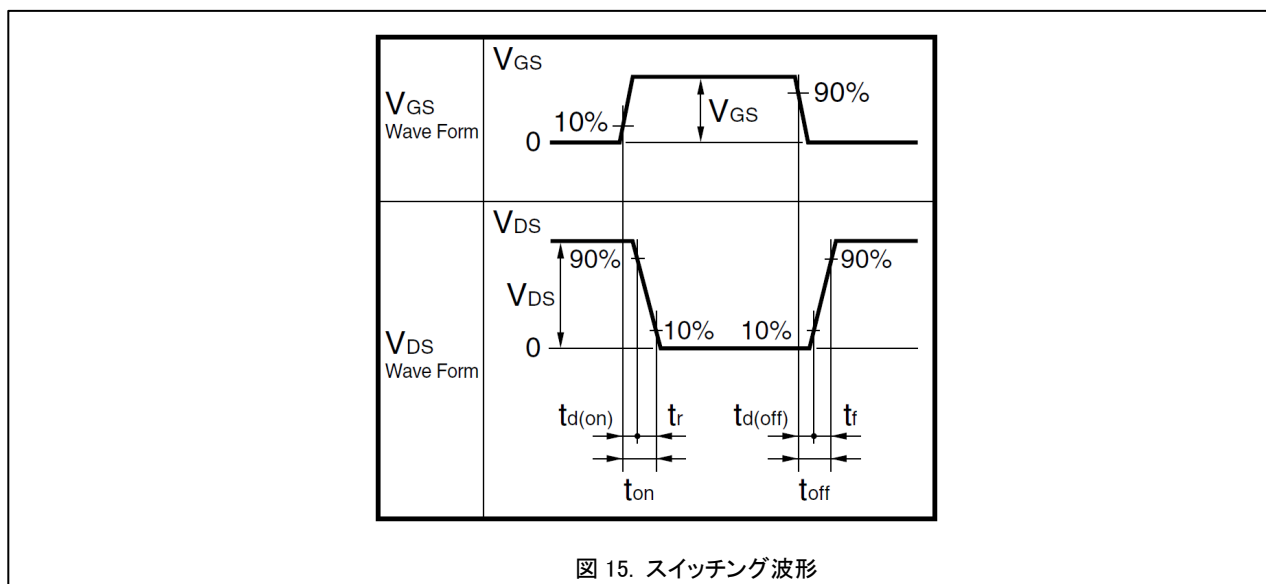 VGS
Wave Form
VGS
10%
VGS
90%
0
VDS
Wave Form
VDS
90%
VDS
10%
10%
90%
0
td(on) tr td(off) tf
ton toff
図 15. スイッチング波形